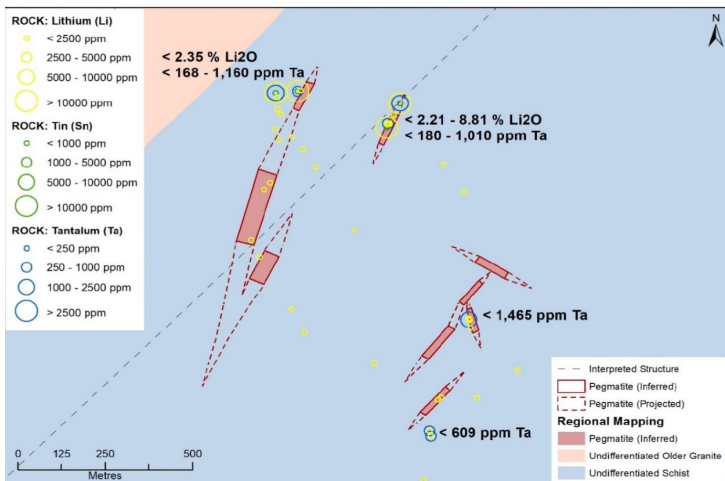 ROCK: Lithium (Li)
< 2500 ppm
2500 - 5000 ppm
5000 - 10000 ppm
> 10000 ppm
ROCK: Tin (Sn)
< 1000 ppm
1000 - 5000 ppm
5000 - 10000 ppm
> 10000 ppm
ROCK: Tantalum (Ta)
< 250 ppm
250 - 1000 ppm
1000 - 2500 ppm
> 2500 ppm
< 2.35 % Li2O
< 168 - 1,160 ppm Ta
N
< 2.21 - 8.81 % Li2O
< 180 - 1,010 ppm Ta
< 1,465 ppm Ta
< 609 ppm Ta
0 250 500
Metres
Interpreted Structure
Pegmatite (Inferred)
Pegmatite (Projected)
Regional Mapping
Pegmatite (Inferred)
Undifferentiated Older Granite
Undifferentiated Schist